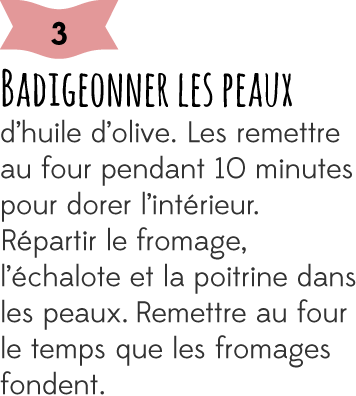 3
Badigeonner les peaux
d’huile d’olive. Les remettre
au four pendant 10 minutes
pour dorer l’intérieur.
Répartir le fromage,
l’échalote et la poitrine dans
les peaux. Remettre au four
le temps que les fromages
fondent.